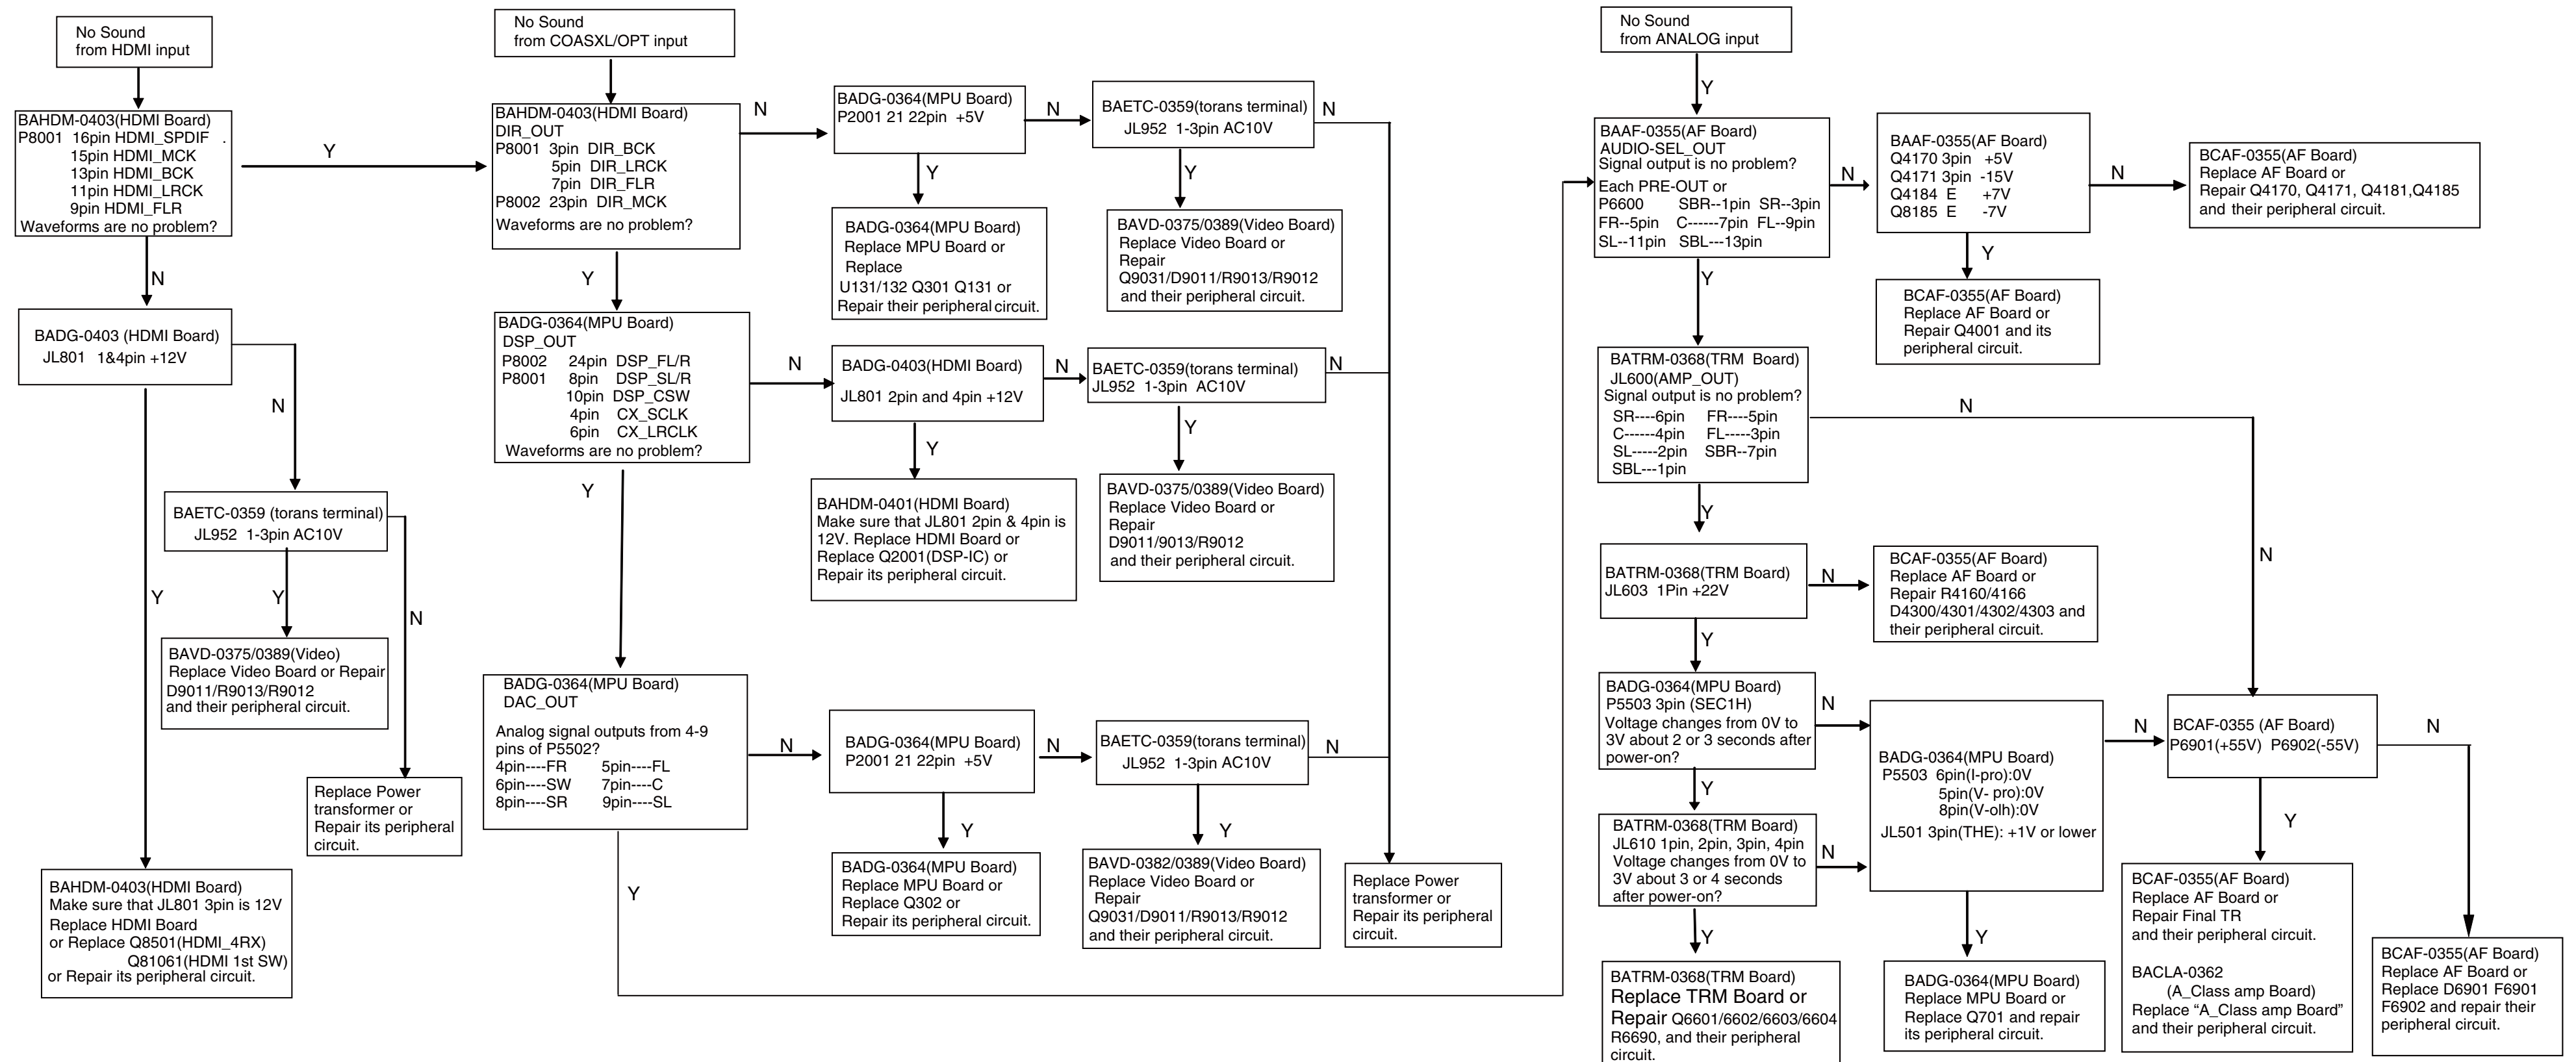 No Sound
from HDMI input
BAHDM-0403(HDMI Board)
P8001 16pin HDMI_SPDIF .
15pin HDMI_MCK
13pin HDMI_BCK
11pin HDMI_LRCK
9pin HDMI_FLR
Waveforms are no problem?
Y
N
BADG-0403 (HDMI Board)
JL801 1&4pin +12V
N
Y
BAETC-0359 (torans terminal)
JL952 1-3pin AC10V
Y
N
BAVD-0375/0389(Video)
Replace Video Board or Repair
D9011/R9013/R9012
and their peripheral circuit.
Replace Power
transformer or
Repair its peripheral
circuit.
BAHDM-0403(HDMI Board)
Make sure that JL801 3pin is 12V
Replace HDMI Board
or Replace Q8501(HDMI_4RX)
Q81061(HDMI 1st SW)
or Repair its peripheral circuit.
No Sound
from COASXL/OPT input
BAHDM-0403(HDMI Board)
DIR_OUT
P8001 3pin DIR_BCK
5pin DIR_LRCK
7pin DIR_FLR
P8002 23pin DIR_MCK
Waveforms are no problem?
N
Y
BADG-0364(MPU Board)
P2001 21 22pin +5V
N
Y
BAETC-0359(torans terminal)
JL952 1-3pin AC10V
N
Y
BADG-0364(MPU Board)
Replace MPU Board or
Replace
U131/132 Q301 Q131 or
Repair their peripheral circuit.
BAVD-0375/0389(Video Board)
Replace Video Board or
Repair
Q9031/D9011/R9013/R9012
and their peripheral circuit.
BADG-0364(MPU Board)
DSP_OUT
P8002 24pin DSP_FL/R
P8001 8pin DSP_SL/R
10pin DSP_CSW
4pin CX_SCLK
6pin CX_LRCLK
Waveforms are no problem?
N
Y
BADG-0403(HDMI Board)
JL801 2pin and 4pin +12V
N
Y
BAETC-0359(torans terminal)
JL952 1-3pin AC10V
N
Y
BAHDM-0401(HDMI Board)
Make sure that JL801 2pin & 4pin is
12V. Replace HDMI Board or
Replace Q2001(DSP-IC) or
Repair its peripheral circuit.
BAVD-0375/0389(Video Board)
Replace Video Board or
Repair
D9011/9013/R9012
and their peripheral circuit.
BADG-0364(MPU Board)
DAC_OUT
Analog signal outputs from 4-9
pins of P5502?
4pin----FR 5pin----FL
6pin----SW 7pin----C
8pin----SR 9pin----SL
N
Y
BADG-0364(MPU Board)
P2001 21 22pin +5V
N
Y
BAETC-0359(torans terminal)
JL952 1-3pin AC10V
N
Y
BADG-0364(MPU Board)
Replace MPU Board or
Replace Q302 or
Repair its peripheral circuit.
BAVD-0382/0389(Video Board)
Replace Video Board or
Repair
Q9031/D9011/R9013/R9012
and their peripheral circuit.
Replace Power
transformer or
Repair its peripheral
circuit.
No Sound
from ANALOG input
Y
BAAF-0355(AF Board)
AUDIO-SEL_OUT
Signal output is no problem?
Each PRE-OUT or
P6600 SBR--1pin SR--3pin
FR--5pin C------7pin FL--9pin
SL--11pin SBL---13pin
N
Y
BAAF-0355(AF Board)
Q4170 3pin +5V
Q4171 3pin -15V
Q4184 E +7V
Q8185 E -7V
N
Y
BCAF-0355(AF Board)
Replace AF Board or
Repair Q4170, Q4171, Q4181,Q4185
and their peripheral circuit.
BCAF-0355(AF Board)
Replace AF Board or
Repair Q4001 and its
peripheral circuit.
BATRM-0368(TRM Board)
JL600(AMP_OUT)
Signal output is no problem?
SR----6pin FR----5pin
C------4pin FL-----3pin
SL-----2pin SBR--7pin
SBL---1pin
N
N
Y
BATRM-0368(TRM Board)
JL603 1Pin +22V
N
Y
BCAF-0355(AF Board)
Replace AF Board or
Repair R4160/4166
D4300/4301/4302/4303 and
their peripheral circuit.
BADG-0364(MPU Board)
P5503 3pin (SEC1H)
Voltage changes from 0V to
3V about 2 or 3 seconds after
power-on?
N
Y
BATRM-0368(TRM Board)
JL610 1pin, 2pin, 3pin, 4pin
Voltage changes from 0V to
3V about 3 or 4 seconds
after power-on?
N
Y
BADG-0364(MPU Board)
P5503 6pin(I-pro):0V
5pin(V- pro):0V
8pin(V-olh):0V
JL501 3pin(THE): +1V or lower
N
Y
BCAF-0355 (AF Board)
P6901(+55V) P6902(-55V)
N
Y
BATRM-0368(TRM Board)
Replace TRM Board or
Repair Q6601/6602/6603/6604
R6690, and their peripheral
circuit.
BADG-0364(MPU Board)
Replace MPU Board or
Replace Q701 and repair
its peripheral circuit.
BCAF-0355(AF Board)
Replace AF Board or
Repair Final TR
and their peripheral circuit.
BACLA-0362
(A_Class amp Board)
Replace “A_Class amp Board”
and their peripheral circuit.
BCAF-0355(AF Board)
Replace AF Board or
Replace D6901 F6901
F6902 and repair their
peripheral circuit.